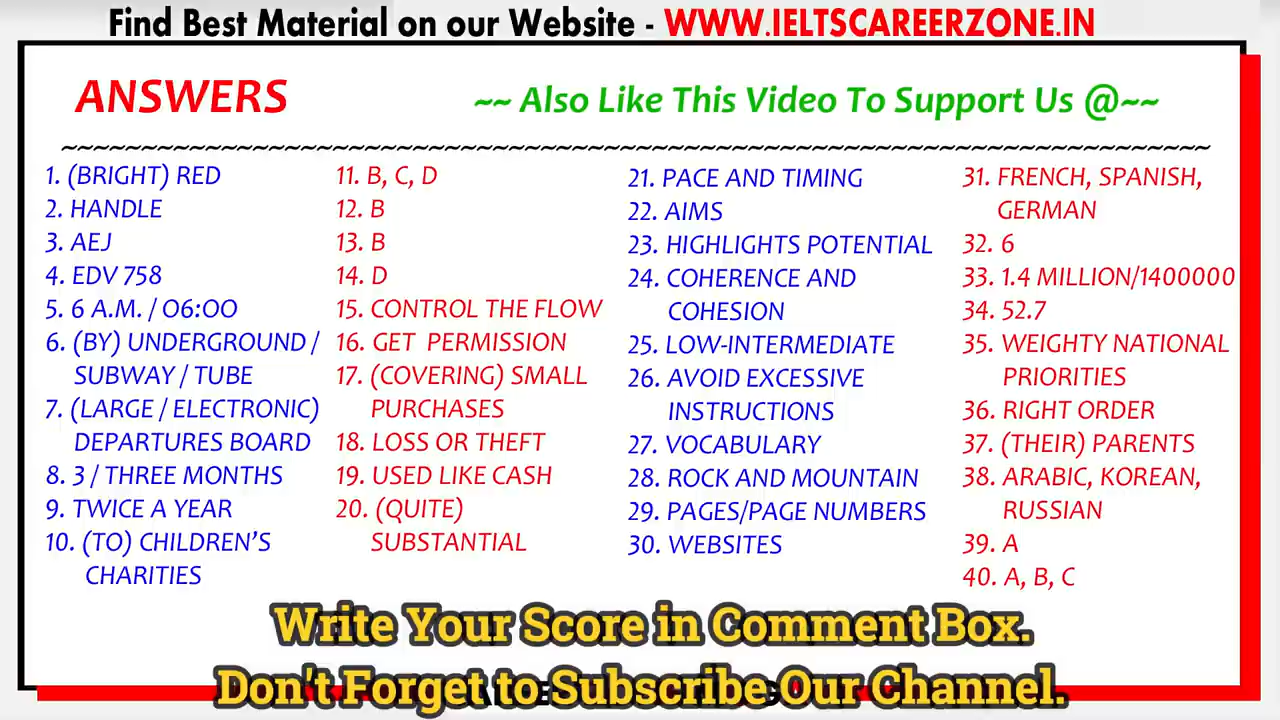 Find Best Material on our Website - WWW.IELTSCAREERZONE.IN
ANSWERS
~~ Also Like This Video To Support Us @~~
1. (BRIGHT) RED
2. HANDLE
3. AEJ
4. EDV 758
5. 6 A.M. / 06:00
6. (BY) UNDERGROUND /
SUBWAY / TUBE
7. (LARGE / ELECTRONIC)
DEPARTURES BOARD
8. 3 / THREE MONTHS
9. TWICE A YEAR
10. (TO) CHILDREN'S
CHARITIES
11. B, C, D
12. B
13. B
14. D
15. CONTROL THE FLOW
16. GET PERMISSION
17. (COVERING) SMALL
PURCHASES
18. LOSS OR THEFT
19. USED LIKE CASH
20. (QUITE)
SUBSTANTIAL
21. PACE AND TIMING
22. AIMS
23. HIGHLIGHTS POTENTIAL
24. COHERENCE AND
COHESION
25. LOW-INTERMEDIATE
26. AVOID EXCESSIVE
INSTRUCTIONS
27. VOCABULARY
28. ROCK AND MOUNTAIN
29. PAGES/PAGE NUMBERS
30. WEBSITES
31. FRENCH, SPANISH,
GERMAN
32. 6
33. 1.4 MILLION/1400000
34. 52.7
35. WEIGHTY NATIONAL
PRIORITIES
36. RIGHT ORDER
37. (THEIR) PARENTS
38. ARABIC, KOREAN,
RUSSIAN
39. A
40. A, B, C
Write Your Score in Comment Box.
Don't Forget to Subscribe Our Channel.